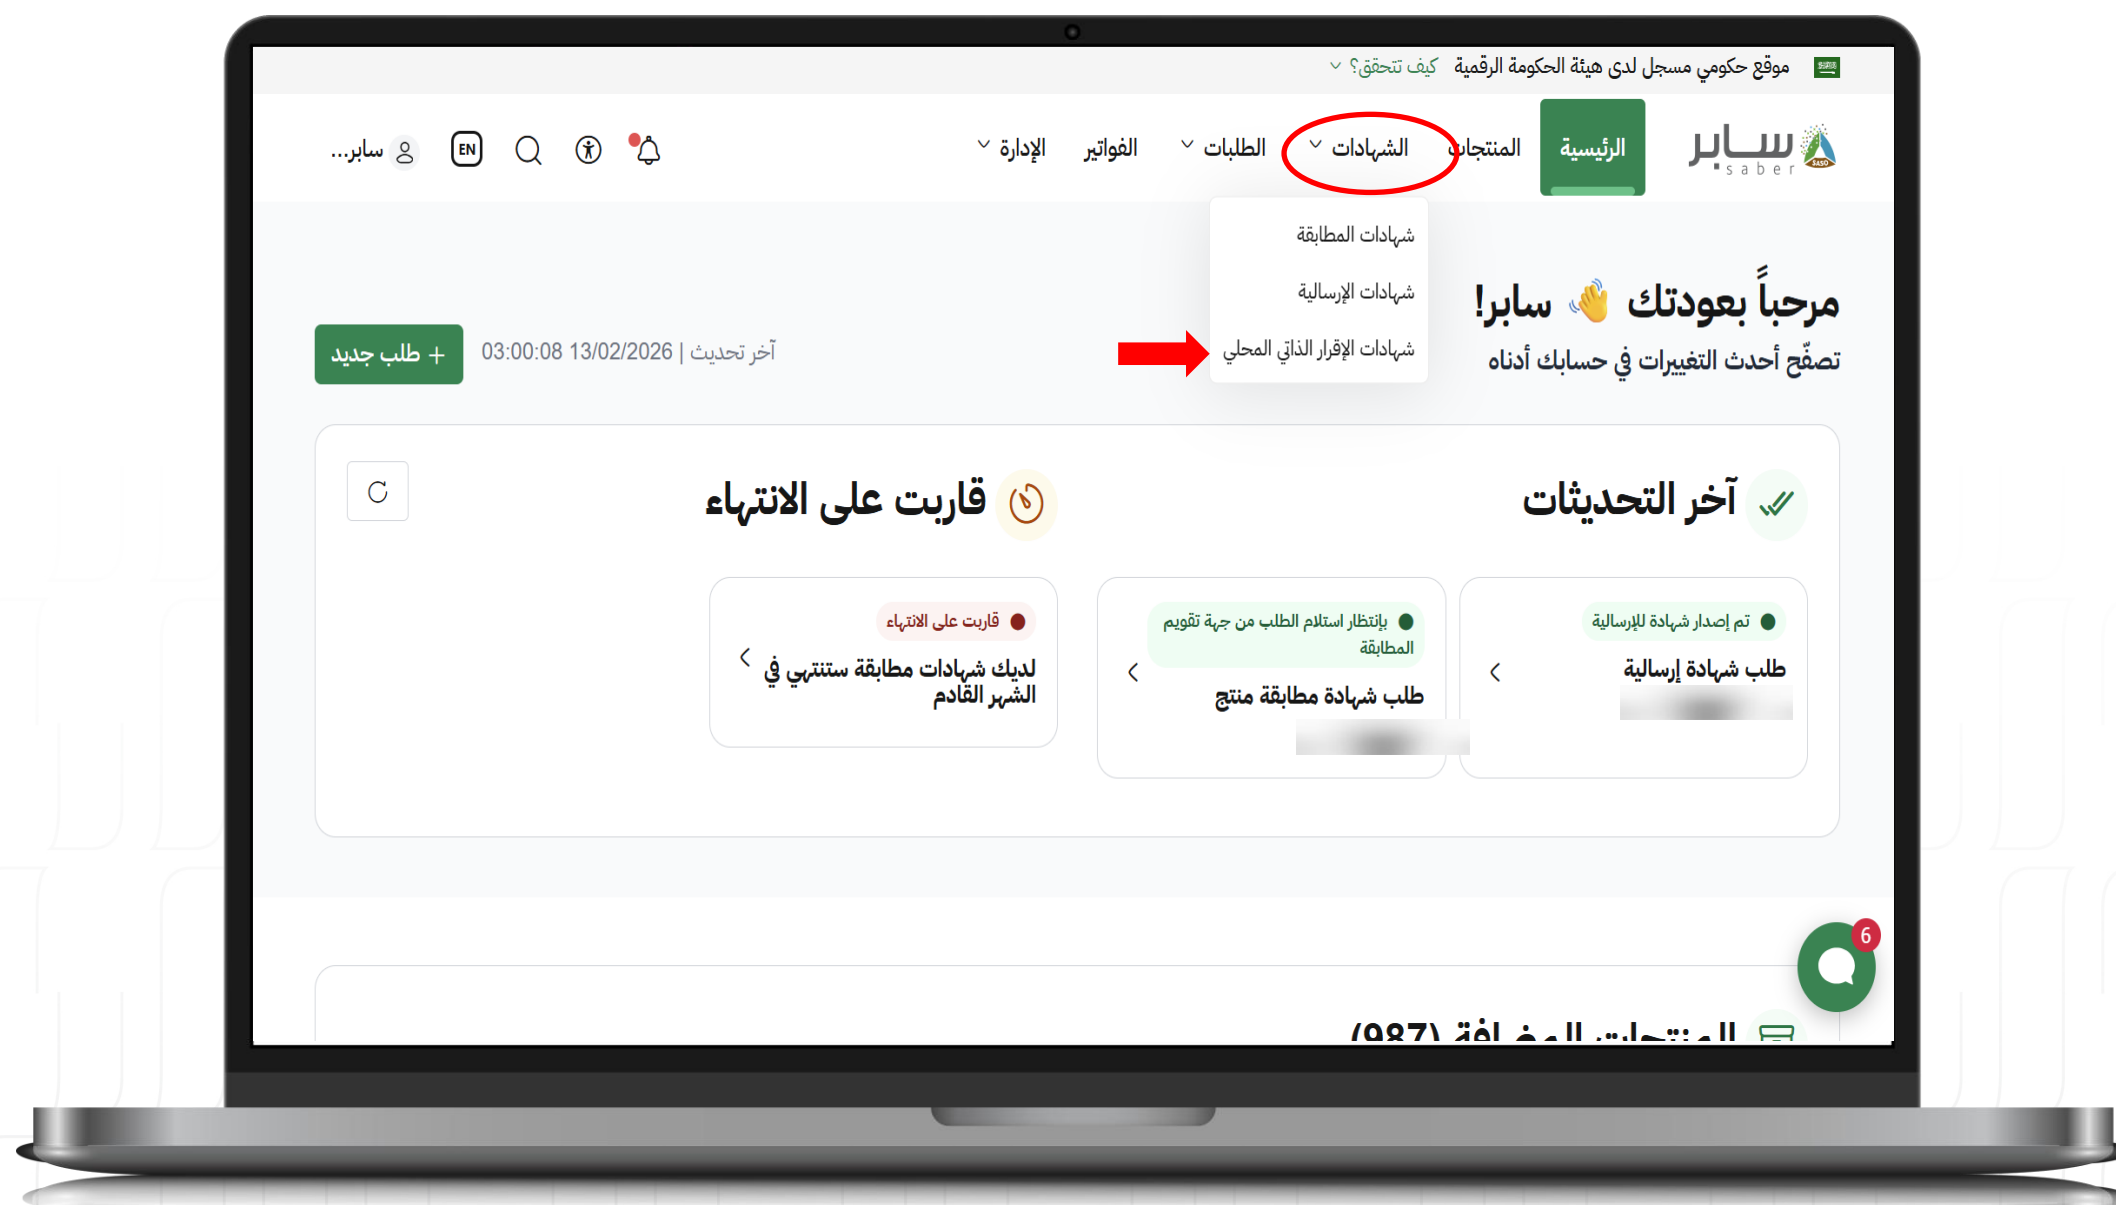 موقع حكومي مسجل لدى هيئة الحكومة الرقمية كيف تتحقق؟
سابر
saber
SASO
الرئيسية
المنتجات
الشهادات
الطلبات
الفواتير
الإدارة
EN
سابر...
شهادات المطابقة
شهادات الإرسالية
شهادات الإقرار الذاتي المحلي
مرحباً بعودتك 👋 سابر!
تصفّح أحدث التغييرات في حسابك أدناه
آخر تحديث | 13/02/2026 03:00:08
+ طلب جديد
آخر التحديثات
تم إصدار شهادة للإرسالية
طلب شهادة إرسالية
بإنتظار استلام الطلب من جهة تقويم
المطابقة
طلب شهادة مطابقة منتج
قاربت على الانتهاء
قاربت على الانتهاء
لديك شهادات مطابقة ستنتهي في
الشهر القادم
6
المنتجات المضافة (987)